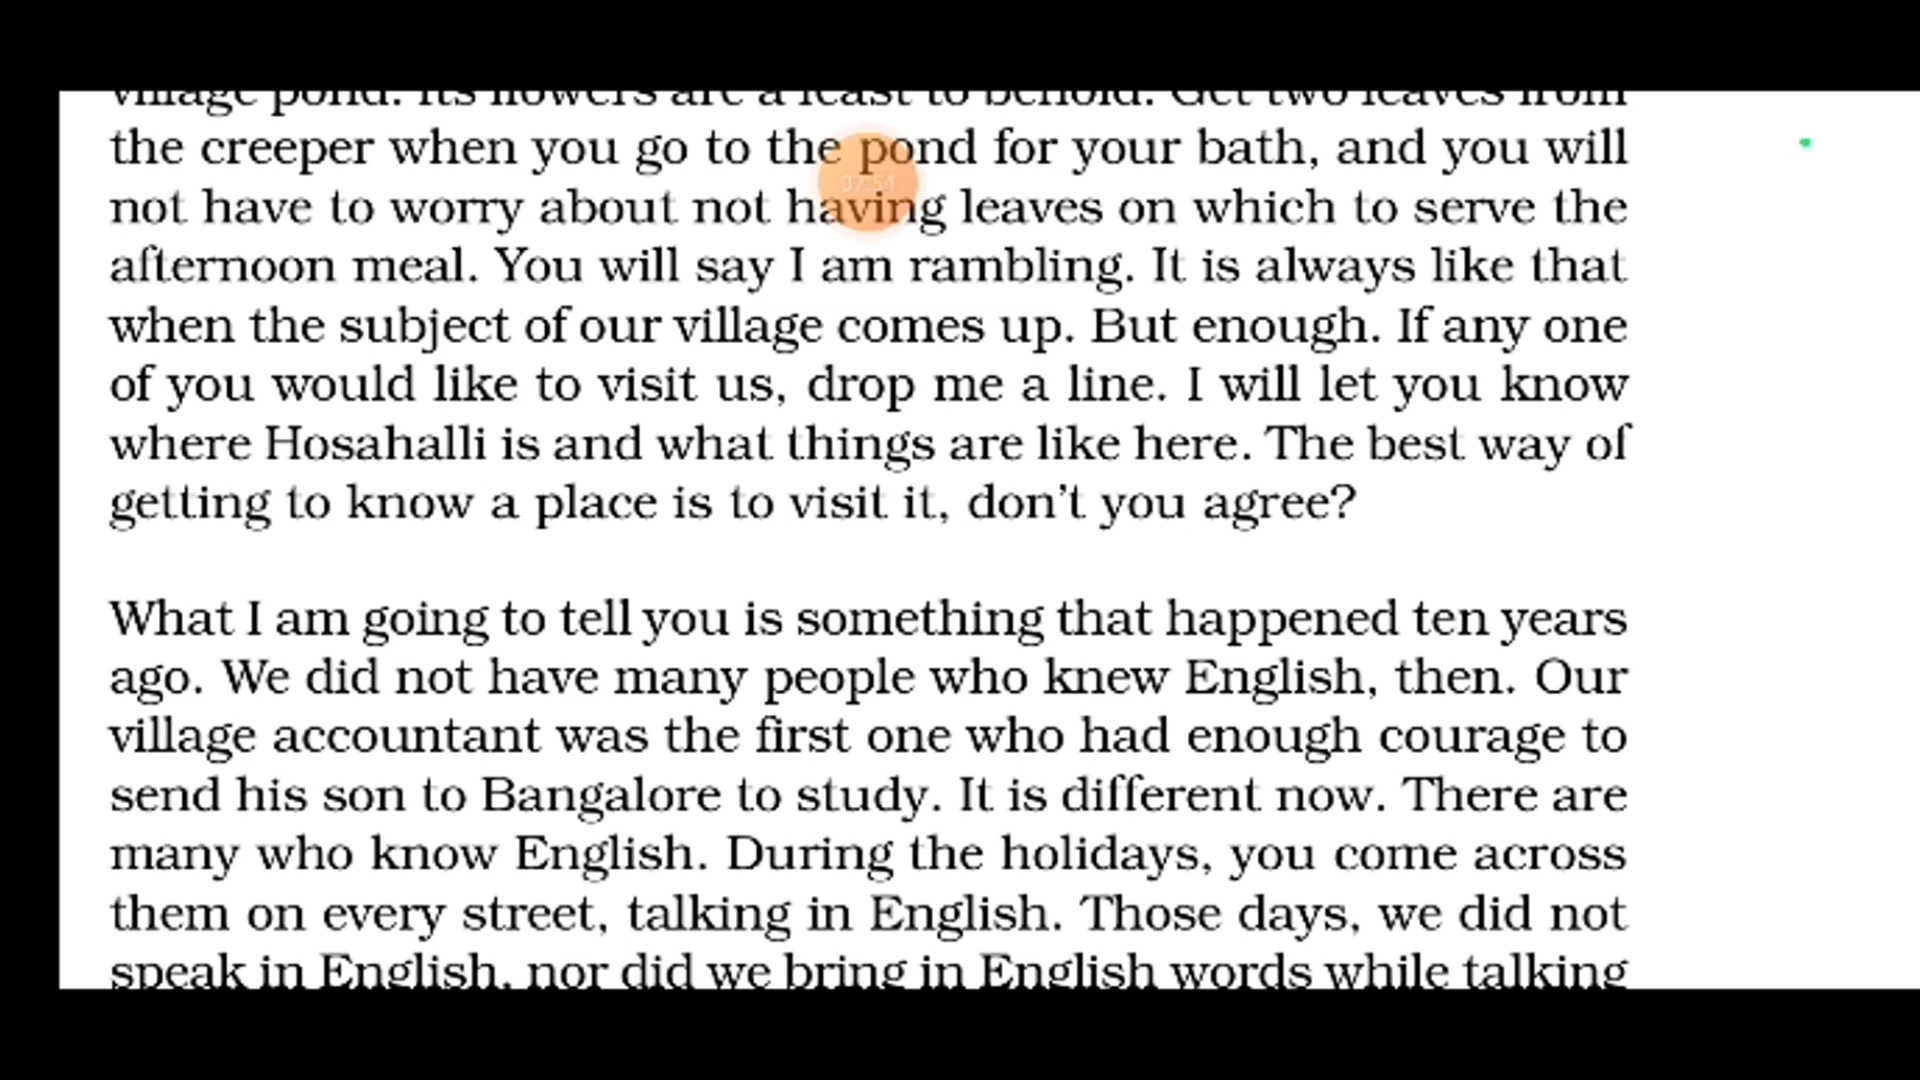 village pond. Its flowers are a feast to behold. Get two leaves from
the creeper when you go to the pond for your bath, and you will
07:51
not have to worry about not having leaves on which to serve the
afternoon meal. You will say I am rambling. It is always like that
when the subject of our village comes up. But enough. If any one
of you would like to visit us, drop me a line. I will let you know
where Hosahalli is and what things are like here. The best way of
getting to know a place is to visit it, don’t you agree?
What I am going to tell you is something that happened ten years
ago. We did not have many people who knew English, then. Our
village accountant was the first one who had enough courage to
send his son to Bangalore to study. It is different now. There are
many who know English. During the holidays, you come across
them on every street, talking in English. Those days, we did not
speak in English, nor did we bring in English words while talking